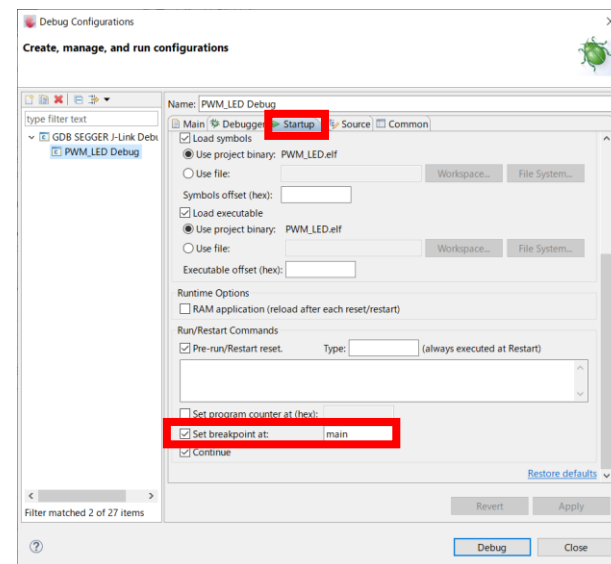 Debug Configurations
Create, manage, and run configurations
Name: PWM_LED Debug
type filter text
GDB SEGGER J-Link Debu
PWM_LED Debug
Main Debugger Startup Source Common
Load symbols
Use project binary: PWM_LED.elf
Use file: Workspace... File System...
Symbols offset (hex):
Load executable
Use project binary: PWM_LED.elf
Use file: Workspace... File System...
Executable offset (hex):
Runtime Options
RAM application (reload after each reset/restart)
Run/Restart Commands
Pre-run/Restart reset. Type: (always executed at Restart)
Set program counter at (hex):
Set breakpoint at: main
Continue
Restore defaults
Filter matched 2 of 27 items
Revert Apply
Debug Close